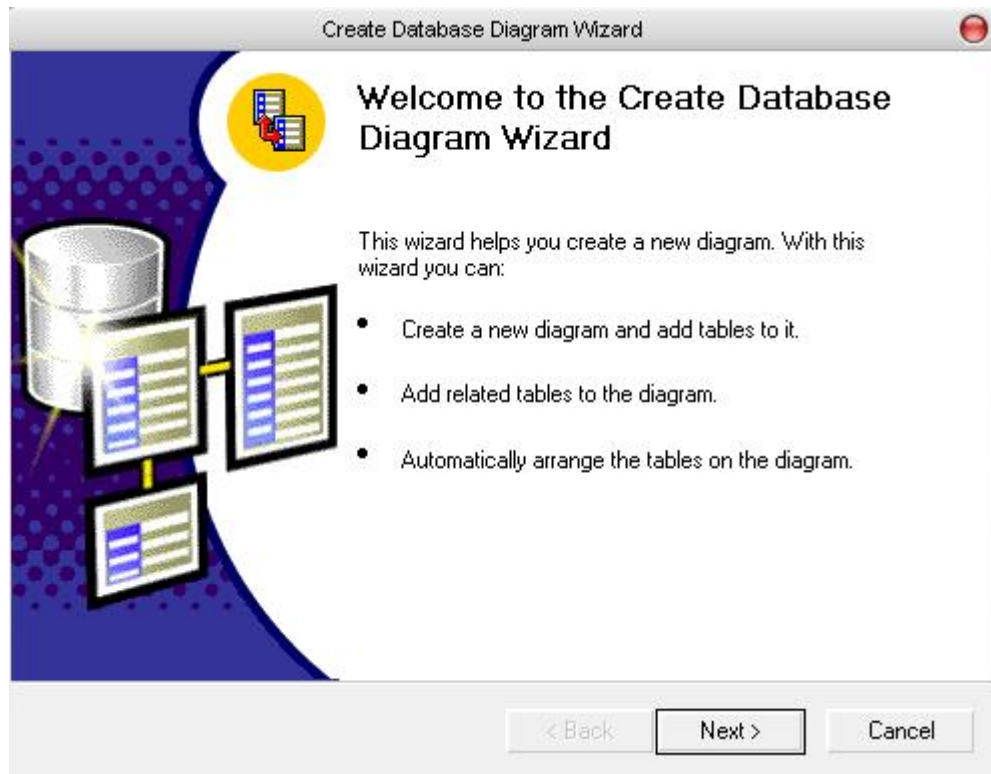 Create Database Diagram Wizard
Welcome to the Create Database
Diagram Wizard
This wizard helps you create a new diagram. With this
wizard you can:
• Create a new diagram and add tables to it.
• Add related tables to the diagram.
• Automatically arrange the tables on the diagram.
< Back Next > Cancel